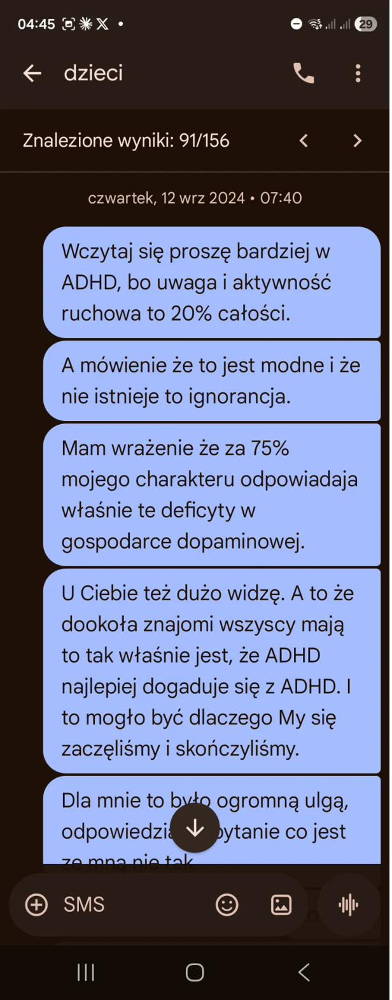 04:45
29
dzieci
Znalezione wyniki: 91/156
czwartek, 12 wrz 2024 • 07:40
Wczytaj się proszę bardziej w
ADHD, bo uwaga i aktywność
ruchowa to 20% całości.
A mówienie że to jest modne i że
nie istnieje to ignorancja.
Mam wrażenie że za 75%
mojego charakteru odpowiadaja
właśnie te deficyty w
gospodarce dopaminowej.
U Ciebie też dużo widzę. A to że
dookoła znajomi wszyscy mają
to tak właśnie jest, że ADHD
najlepiej dogaduje się z ADHD. I
to mogło być dlaczego My się
zaczęliśmy i skończyliśmy.
Dla mnie to było ogromną ulgą,
co jest
ze mną nie tak.
SMS